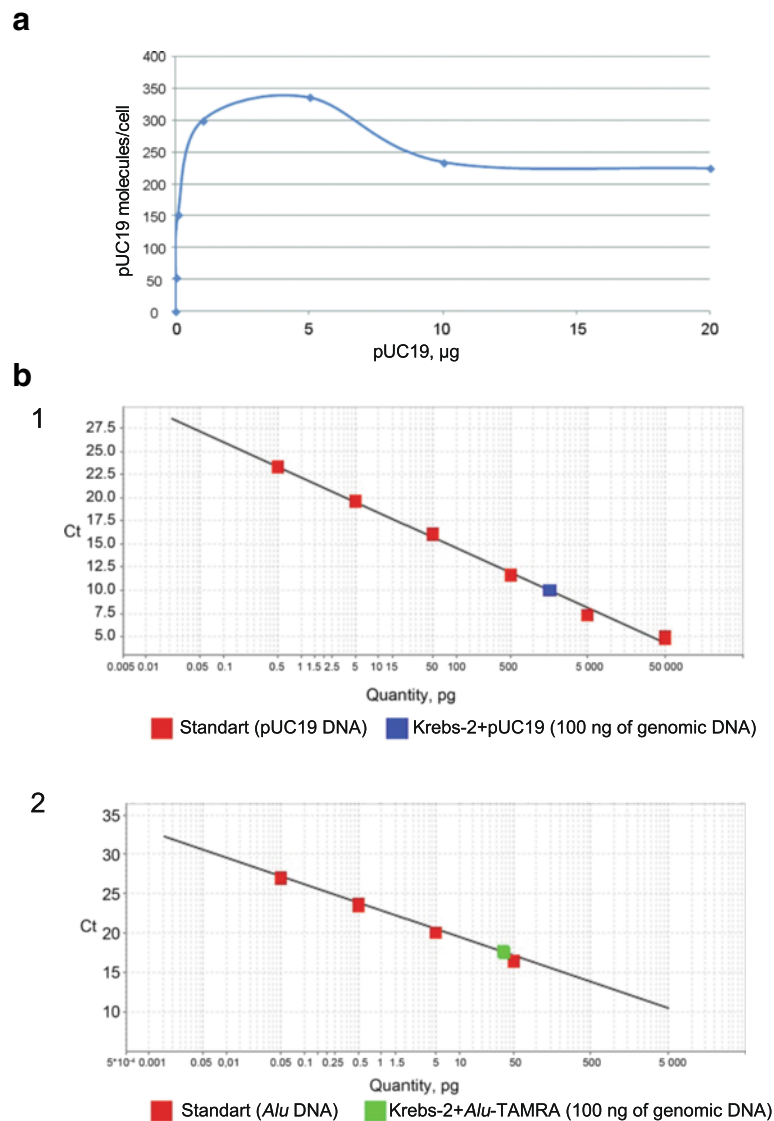 a
400
350
300
250
200
150
100
50
0
pUC19 molecules/cell
0 5 10 15 20
pUC19, µg
b
1
27.5
25.0
22.5
20.0
17.5
15.0
12.5
10.0
7.5
5.0
Ct
0.005 0.01 0.05 0.1 0.5 1 1.5 2.5 5 10 15 50 100 500 5 000 50 000
Quantity, pg
Standart (pUC19 DNA) Krebs-2+pUC19 (100 ng of genomic DNA)
2
35
30
25
20
15
10
Ct
5*10⁻⁴ 0.001 0.05 0,01 0.05 0.1 0.25 0.5 1 1.5 5 10 50 500 5 000
Quantity, pg
Standart (Alu DNA) Krebs-2+Alu-TAMRA (100 ng of genomic DNA)